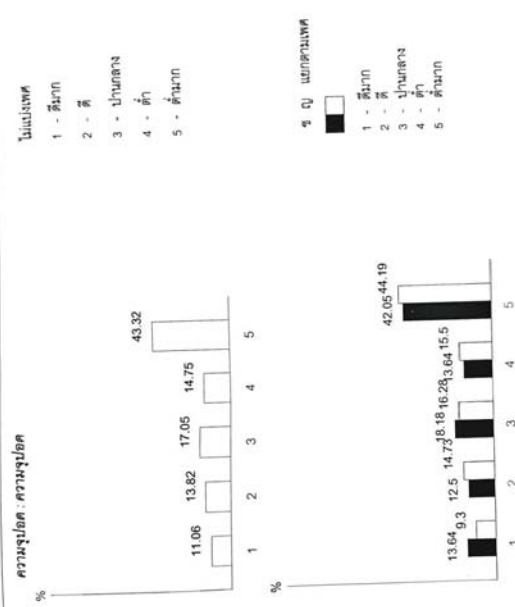 ความจุปอด : ความจุปอด
%
11.06
13.82
17.05
14.75
43.32
1
2
3
4
5
ไม่แบ่งเพศ
1 - ดีมาก
2 - ดี
3 - ปานกลาง
4 - ต่ำ
5 - ต่ำมาก
%
13.64 9.3
12.5 14.73
18.18 16.28
13.64 15.5
42.05 44.19
1
2
3
4
5
ช ญ แยกตามเพศ
1 - ดีมาก
2 - ดี
3 - ปานกลาง
4 - ต่ำ
5 - ต่ำมาก